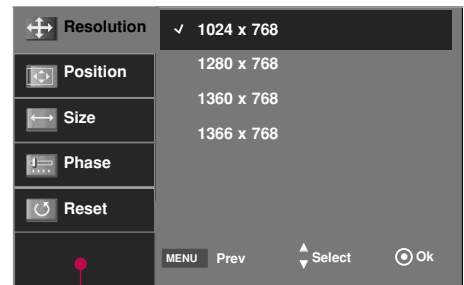 Resolution
Position
Size
Phase
Reset
✓ 1024 x 768
1280 x 768
1360 x 768
1366 x 768
MENU Prev Select Ok